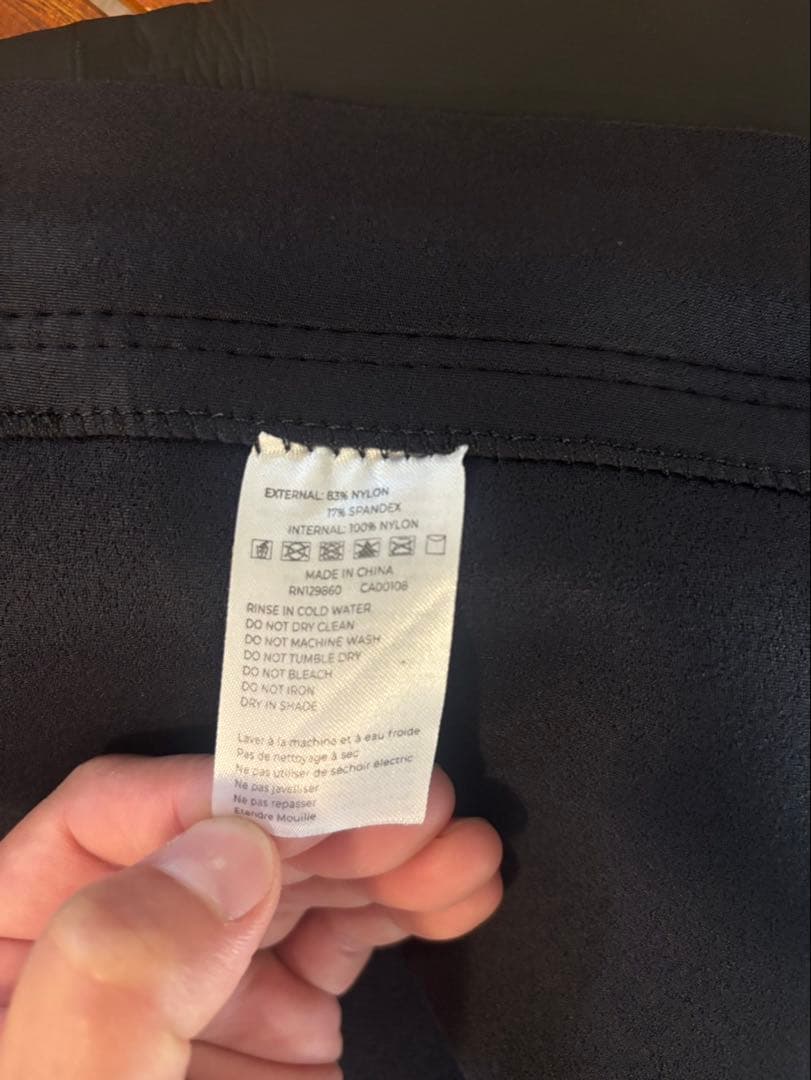 EXTERNAL: 83% NYLON
17% SPANDEX
INTERNAL: 100% NYLON
MADE IN CHINA
RN129860 CA00108
RINSE IN COLD WATER
DO NOT DRY CLEAN
DO NOT MACHINE WASH
DO NOT TUMBLE DRY
DO NOT BLEACH
DO NOT IRON
DRY IN SHADE
Laver à la machine et à eau froide
Pas de nettoyage à sec
Ne pas utiliser de séchoir électric
Ne pas javelliser
Ne pas repasser
Etendre Mouille